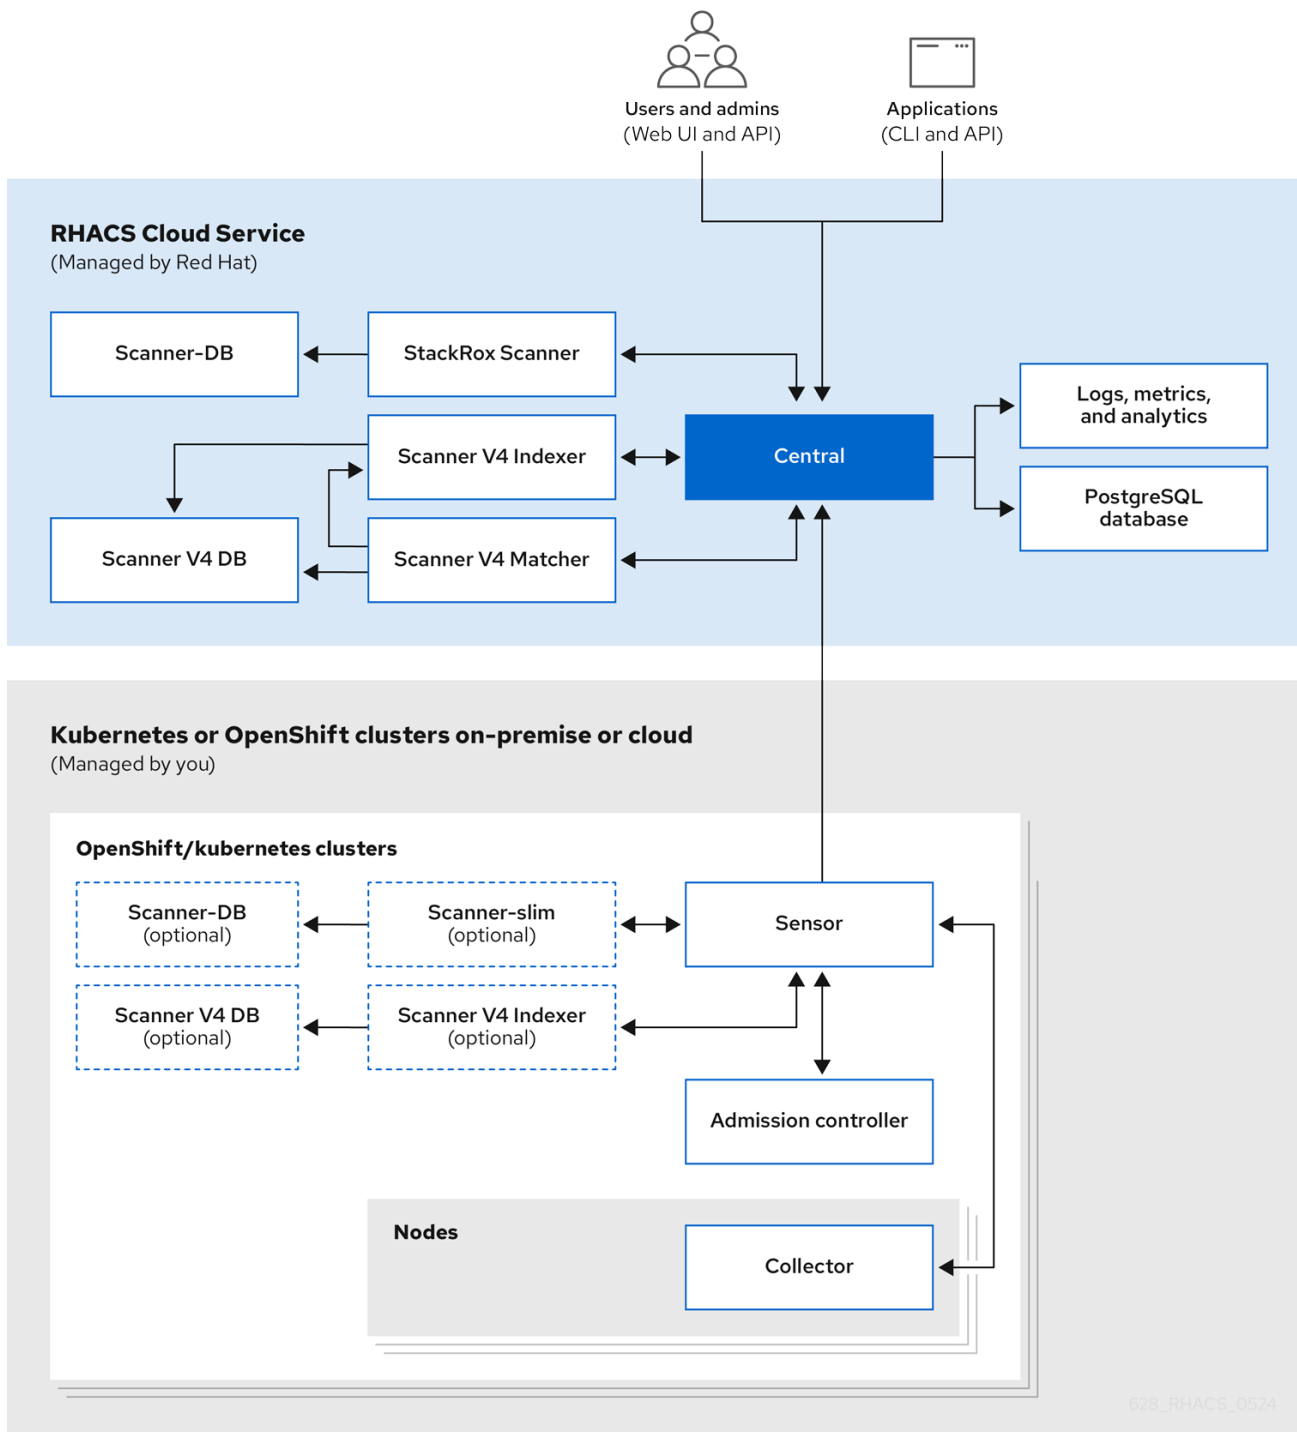 Users and admins
(Web UI and API)
Applications
(CLI and API)
RHACS Cloud Service
(Managed by Red Hat)
Scanner-DB
StackRox Scanner
Logs, metrics,
and analytics
Scanner V4 Indexer
Central
PostgreSQL
database
Scanner V4 DB
Scanner V4 Matcher
Kubernetes or OpenShift clusters on-premise or cloud
(Managed by you)
OpenShift/kubernetes clusters
Scanner-DB
(optional)
Scanner-slim
(optional)
Sensor
Scanner V4 DB
(optional)
Scanner V4 Indexer
(optional)
Admission controller
Nodes
Collector
628_RHACS_0524